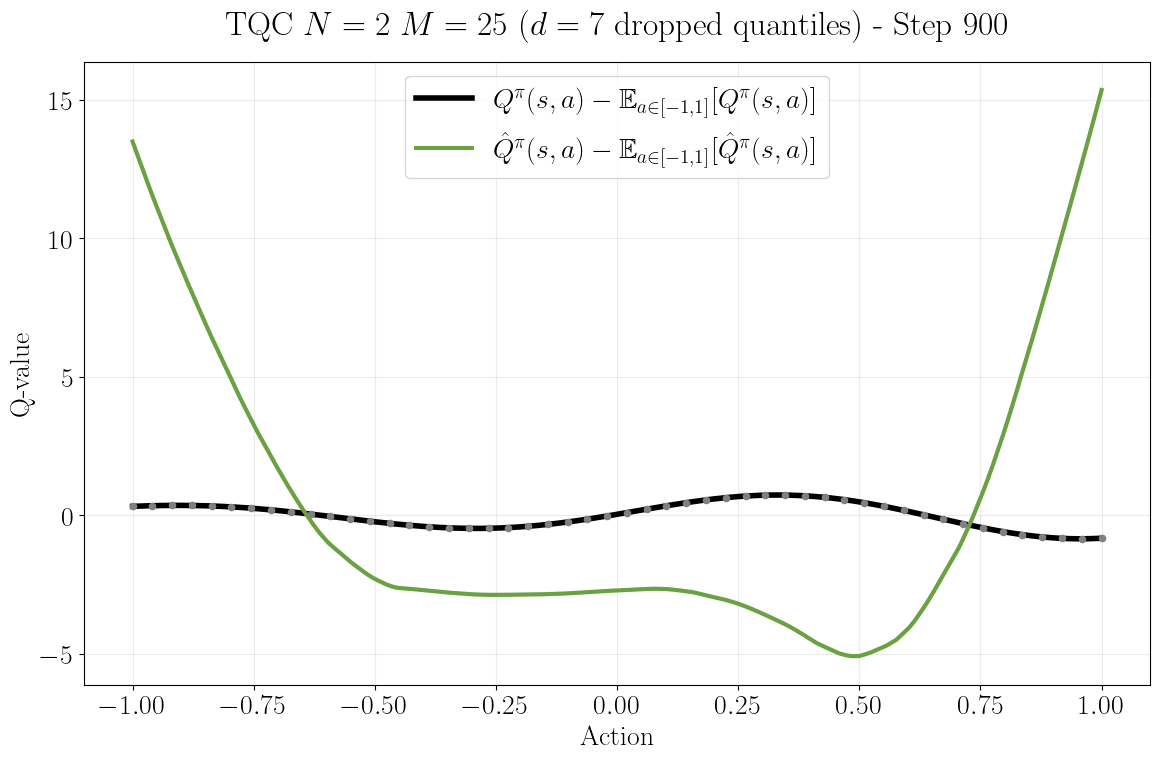 TQC N = 2 M = 25 (d = 7 dropped quantiles) - Step 900
Q^π(s, a) − 𝔼_{a∈[−1,1]}[Q^π(s, a)]
Q̂^π(s, a) − 𝔼_{a∈[−1,1]}[Q̂^π(s, a)]
15
10
5
0
−5
Q-value
−1.00 −0.75 −0.50 −0.25 0.00 0.25 0.50 0.75 1.00
Action